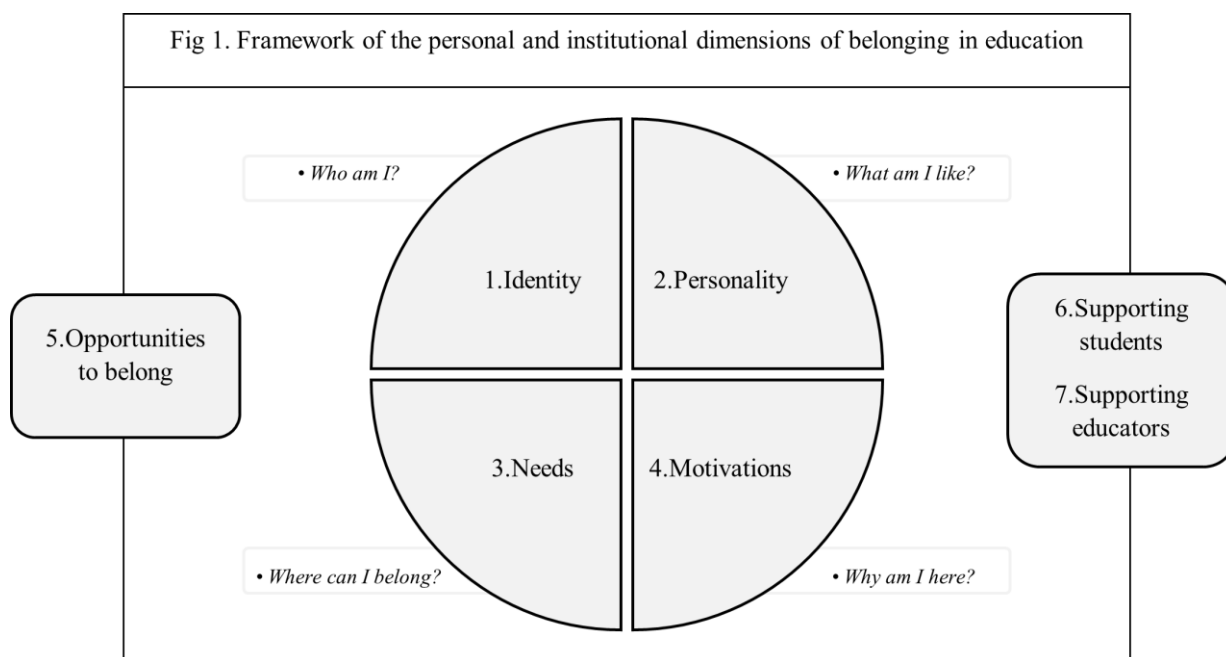 Fig 1. Framework of the personal and institutional dimensions of belonging in education
• Who am I?
• What am I like?
1.Identity
2.Personality
5.Opportunities
to belong
6.Supporting
students
7.Supporting
educators
3.Needs
4.Motivations
• Where can I belong?
• Why am I here?